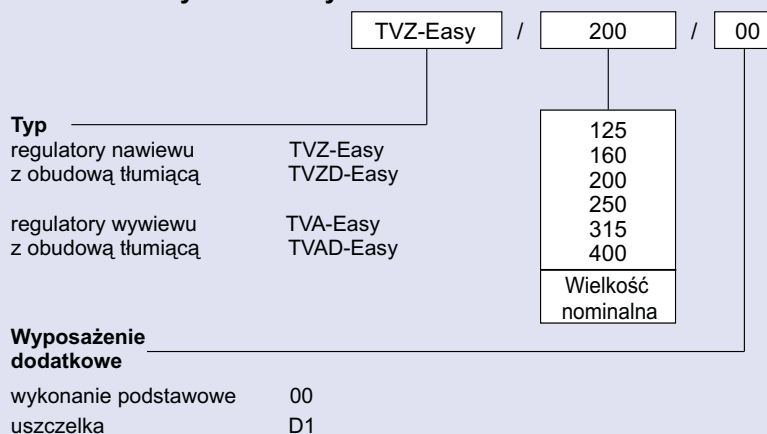 TVZ-Easy / 200 / 00
Typ
regulatory nawiewu TVZ-Easy
z obudową tłumiącą TVZD-Easy
regulatory wywiewu TVA-Easy
z obudową tłumiącą TVAD-Easy
125
160
200
250
315
400
Wielkość
nominalna
Wyposażenie
dodatkowe
wykonanie podstawowe 00
uszczelka D1